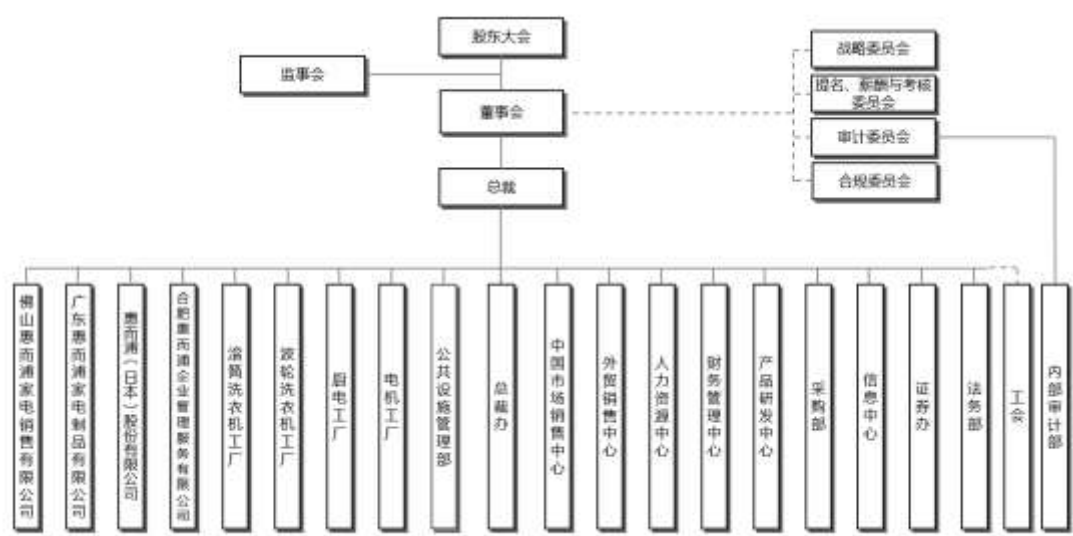 股东大会
监事会
董事会
总裁
战略委员会
提名、薪酬与考核
委员会
审计委员会
合规委员会
佛山惠而浦家电销售有限公司
广东惠而浦家电制品有限公司
惠而浦（日本）股份有限公司
合肥惠而浦企业管理服务有限公司
滚筒洗衣机工厂
波轮洗衣机工厂
厨电工厂
电机工厂
公共设施管理部
总裁办
中国市场销售中心
外贸销售中心
人力资源中心
财务管理中心
产品研发中心
采购部
信息中心
证券办
法务部
工会
内部审计部